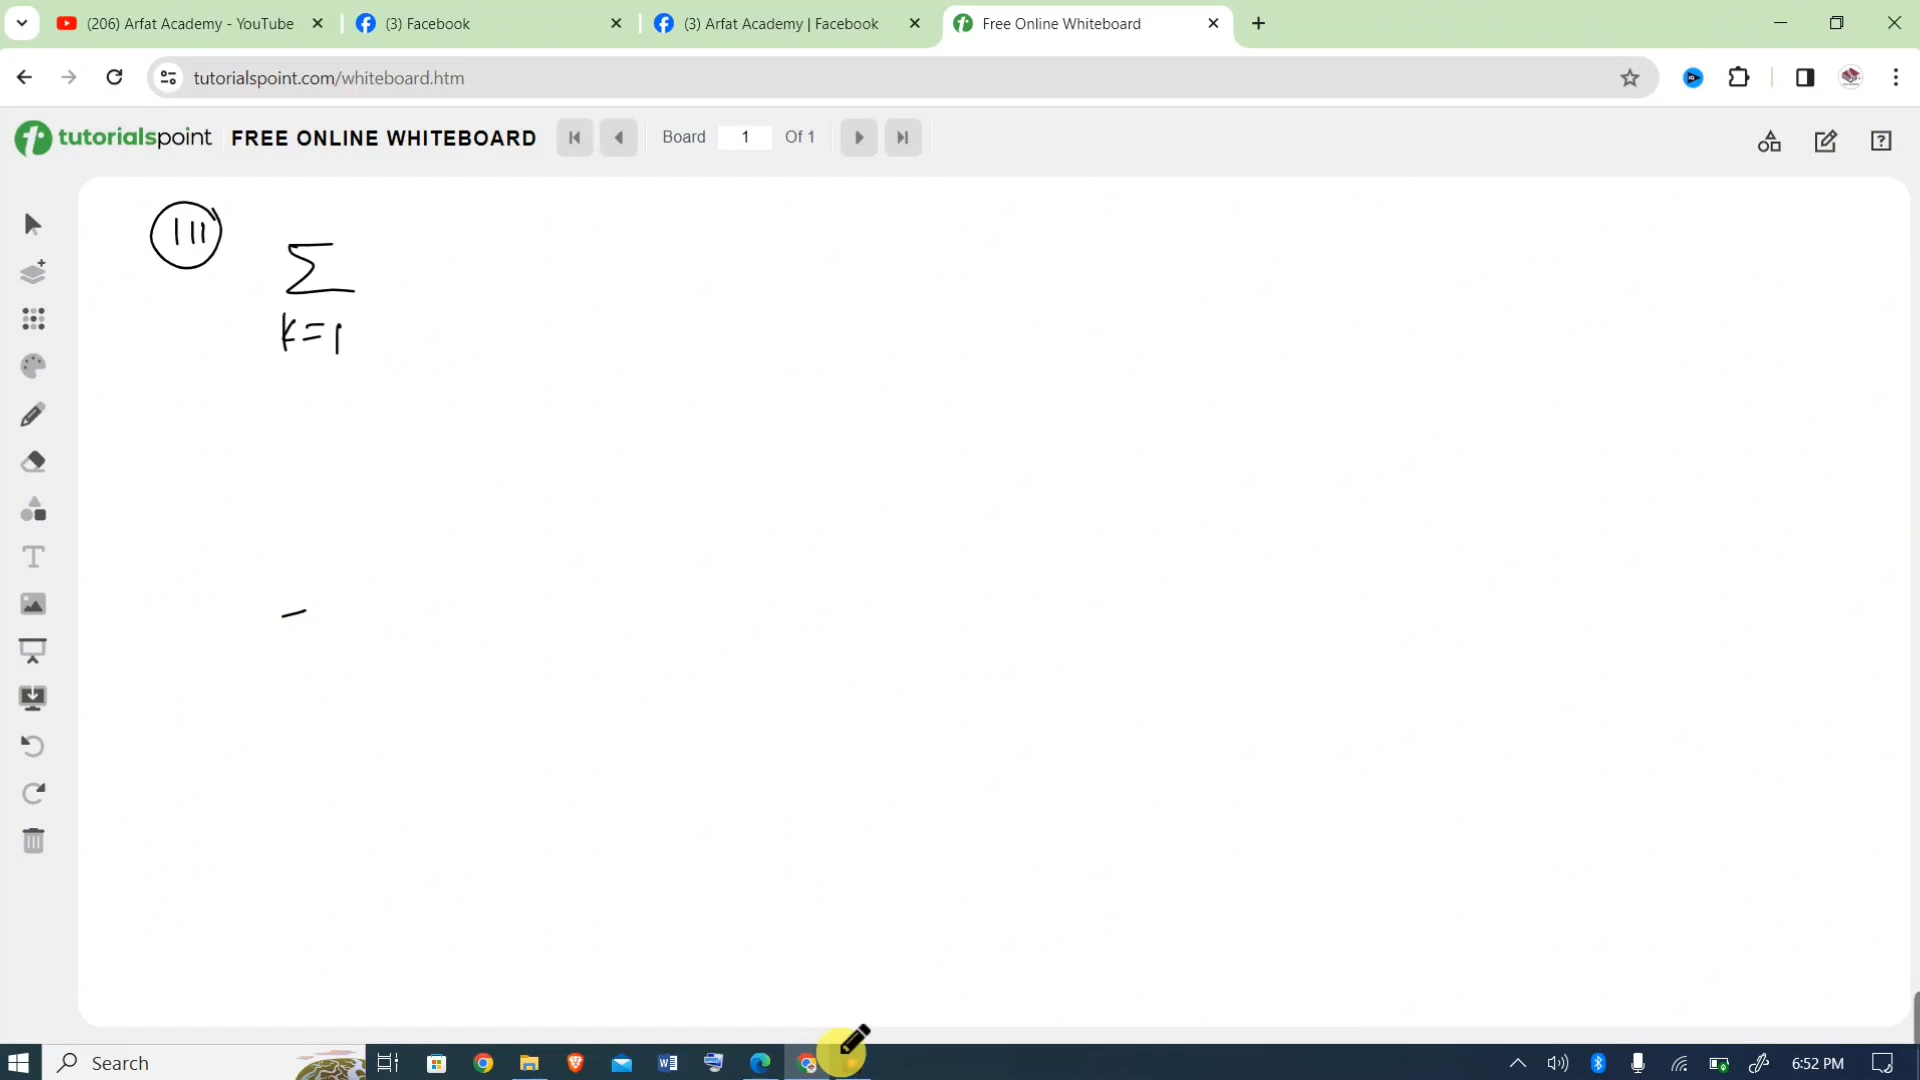 (206) Arfat Academy - YouTube
(3) Facebook
(3) Arfat Academy | Facebook
Free Online Whiteboard
tutorialspoint.com/whiteboard.htm
tutorialspoint FREE ONLINE WHITEBOARD Board 1 Of 1
III
Σ
k=1
Search
6:52 PM